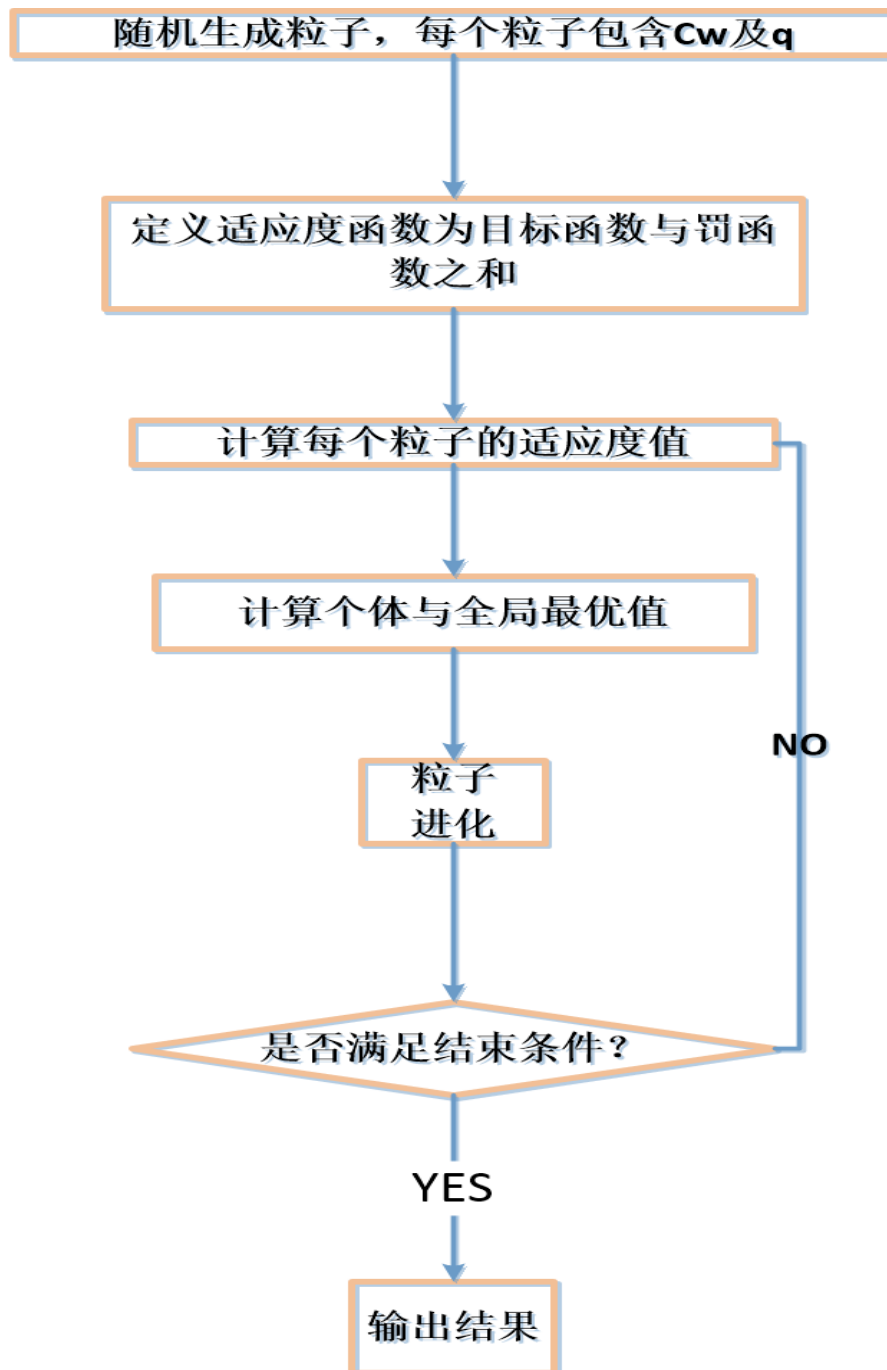 随机生成粒子，每个粒子包含Cw及q
定义适应度函数为目标函数与罚函
数之和
计算每个粒子的适应度值
计算个体与全局最优值
NO
粒子
进化
是否满足结束条件？
YES
输出结果